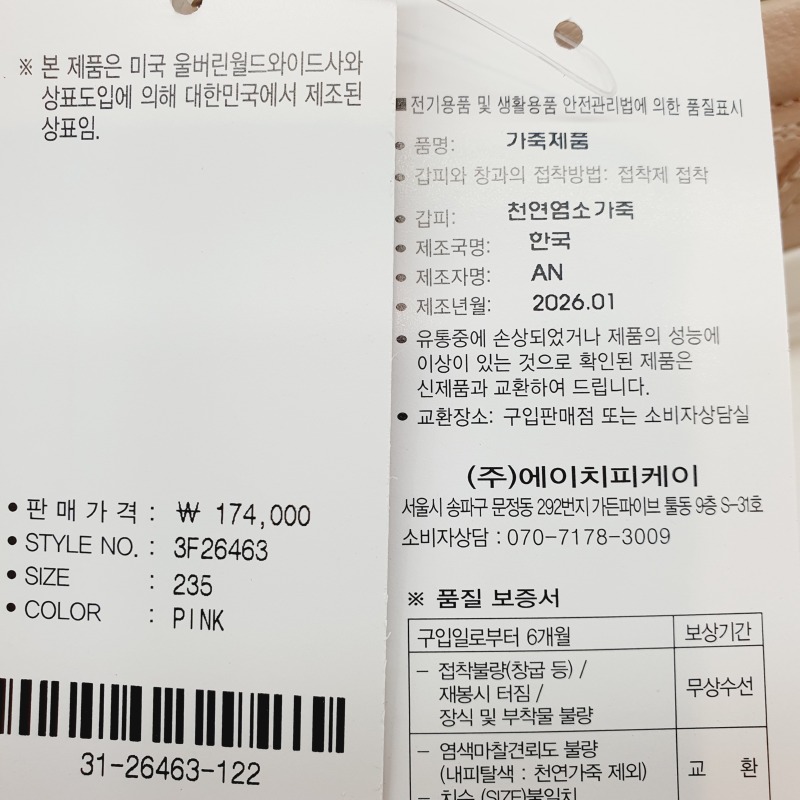 ※ 본 제품은 미국 울버린월드와이드사와
상표도입에 의해 대한민국에서 제조된
상표임.
• 판 매 가 격 : ₩ 174,000
• STYLE NO. : 3F26463
• SIZE : 235
• COLOR : PINK
31-26463-122
■ 전기용품 및 생활용품 안전관리법에 의한 품질표시
• 품명: 가죽제품
• 갑피와 창과의 접착방법: 접착제 접착
• 갑피: 천연염소가죽
• 제조국명: 한국
• 제조자명: AN
• 제조년월: 2026.01
• 유통중에 손상되었거나 제품의 성능에
이상이 있는 것으로 확인된 제품은
신제품과 교환하여 드립니다.
• 교환장소: 구입판매점 또는 소비자상담실
(주)에이치피케이
서울시 송파구 문정동 292번지 가든파이브 툴동 9층 S-31호
소비자상담 : 070-7178-3009
※ 품질 보증서
구입일로부터 6개월 보상기간
- 접착불량(창굽 등) /
재봉시 터짐 /
장식 및 부착물 불량
무상수선
- 염색마찰견뢰도 불량
(내피탈색 : 천연가죽 제외)
교 환
- 치수 (SIZE)불일치